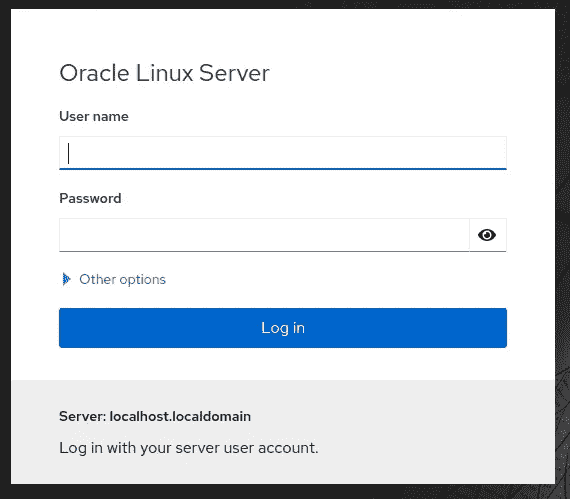 Oracle Linux Server
User name
Password
Other options
Log in
Server: localhost.localdomain
Log in with your server user account.